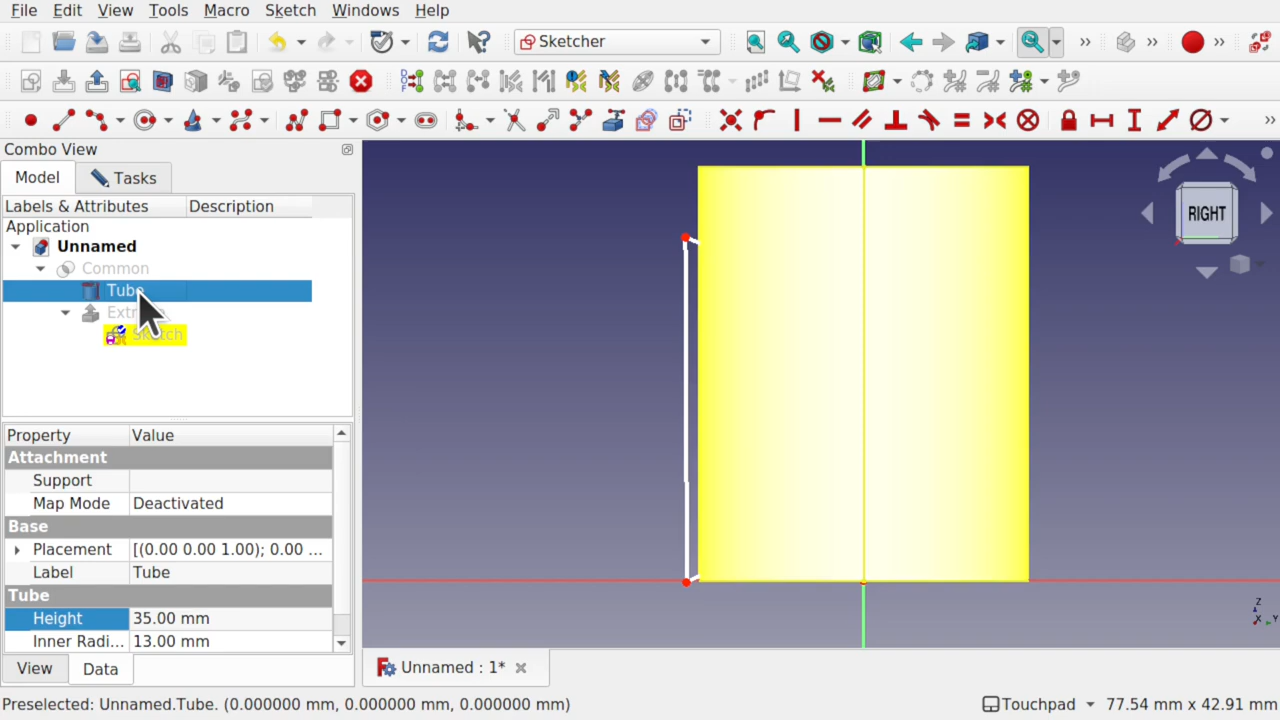 File Edit View Tools Macro Sketch Windows Help
Sketcher
Combo View
Model Tasks
Labels & Attributes Description
Application
Unnamed
Common
Tube
Sketch
RIGHT
Property Value
Attachment
Support
Map Mode Deactivated
Base
Placement [(0.00 0.00 1.00); 0.00 ...
Label Tube
Tube
Height 35.00 mm
Inner Radi... 13.00 mm
View Data
Z
X Y
Unnamed : 1*
Preselected: Unnamed.Tube. (0.000000 mm, 0.000000 mm, 0.000000 mm)
Touchpad 77.54 mm x 42.91 mm